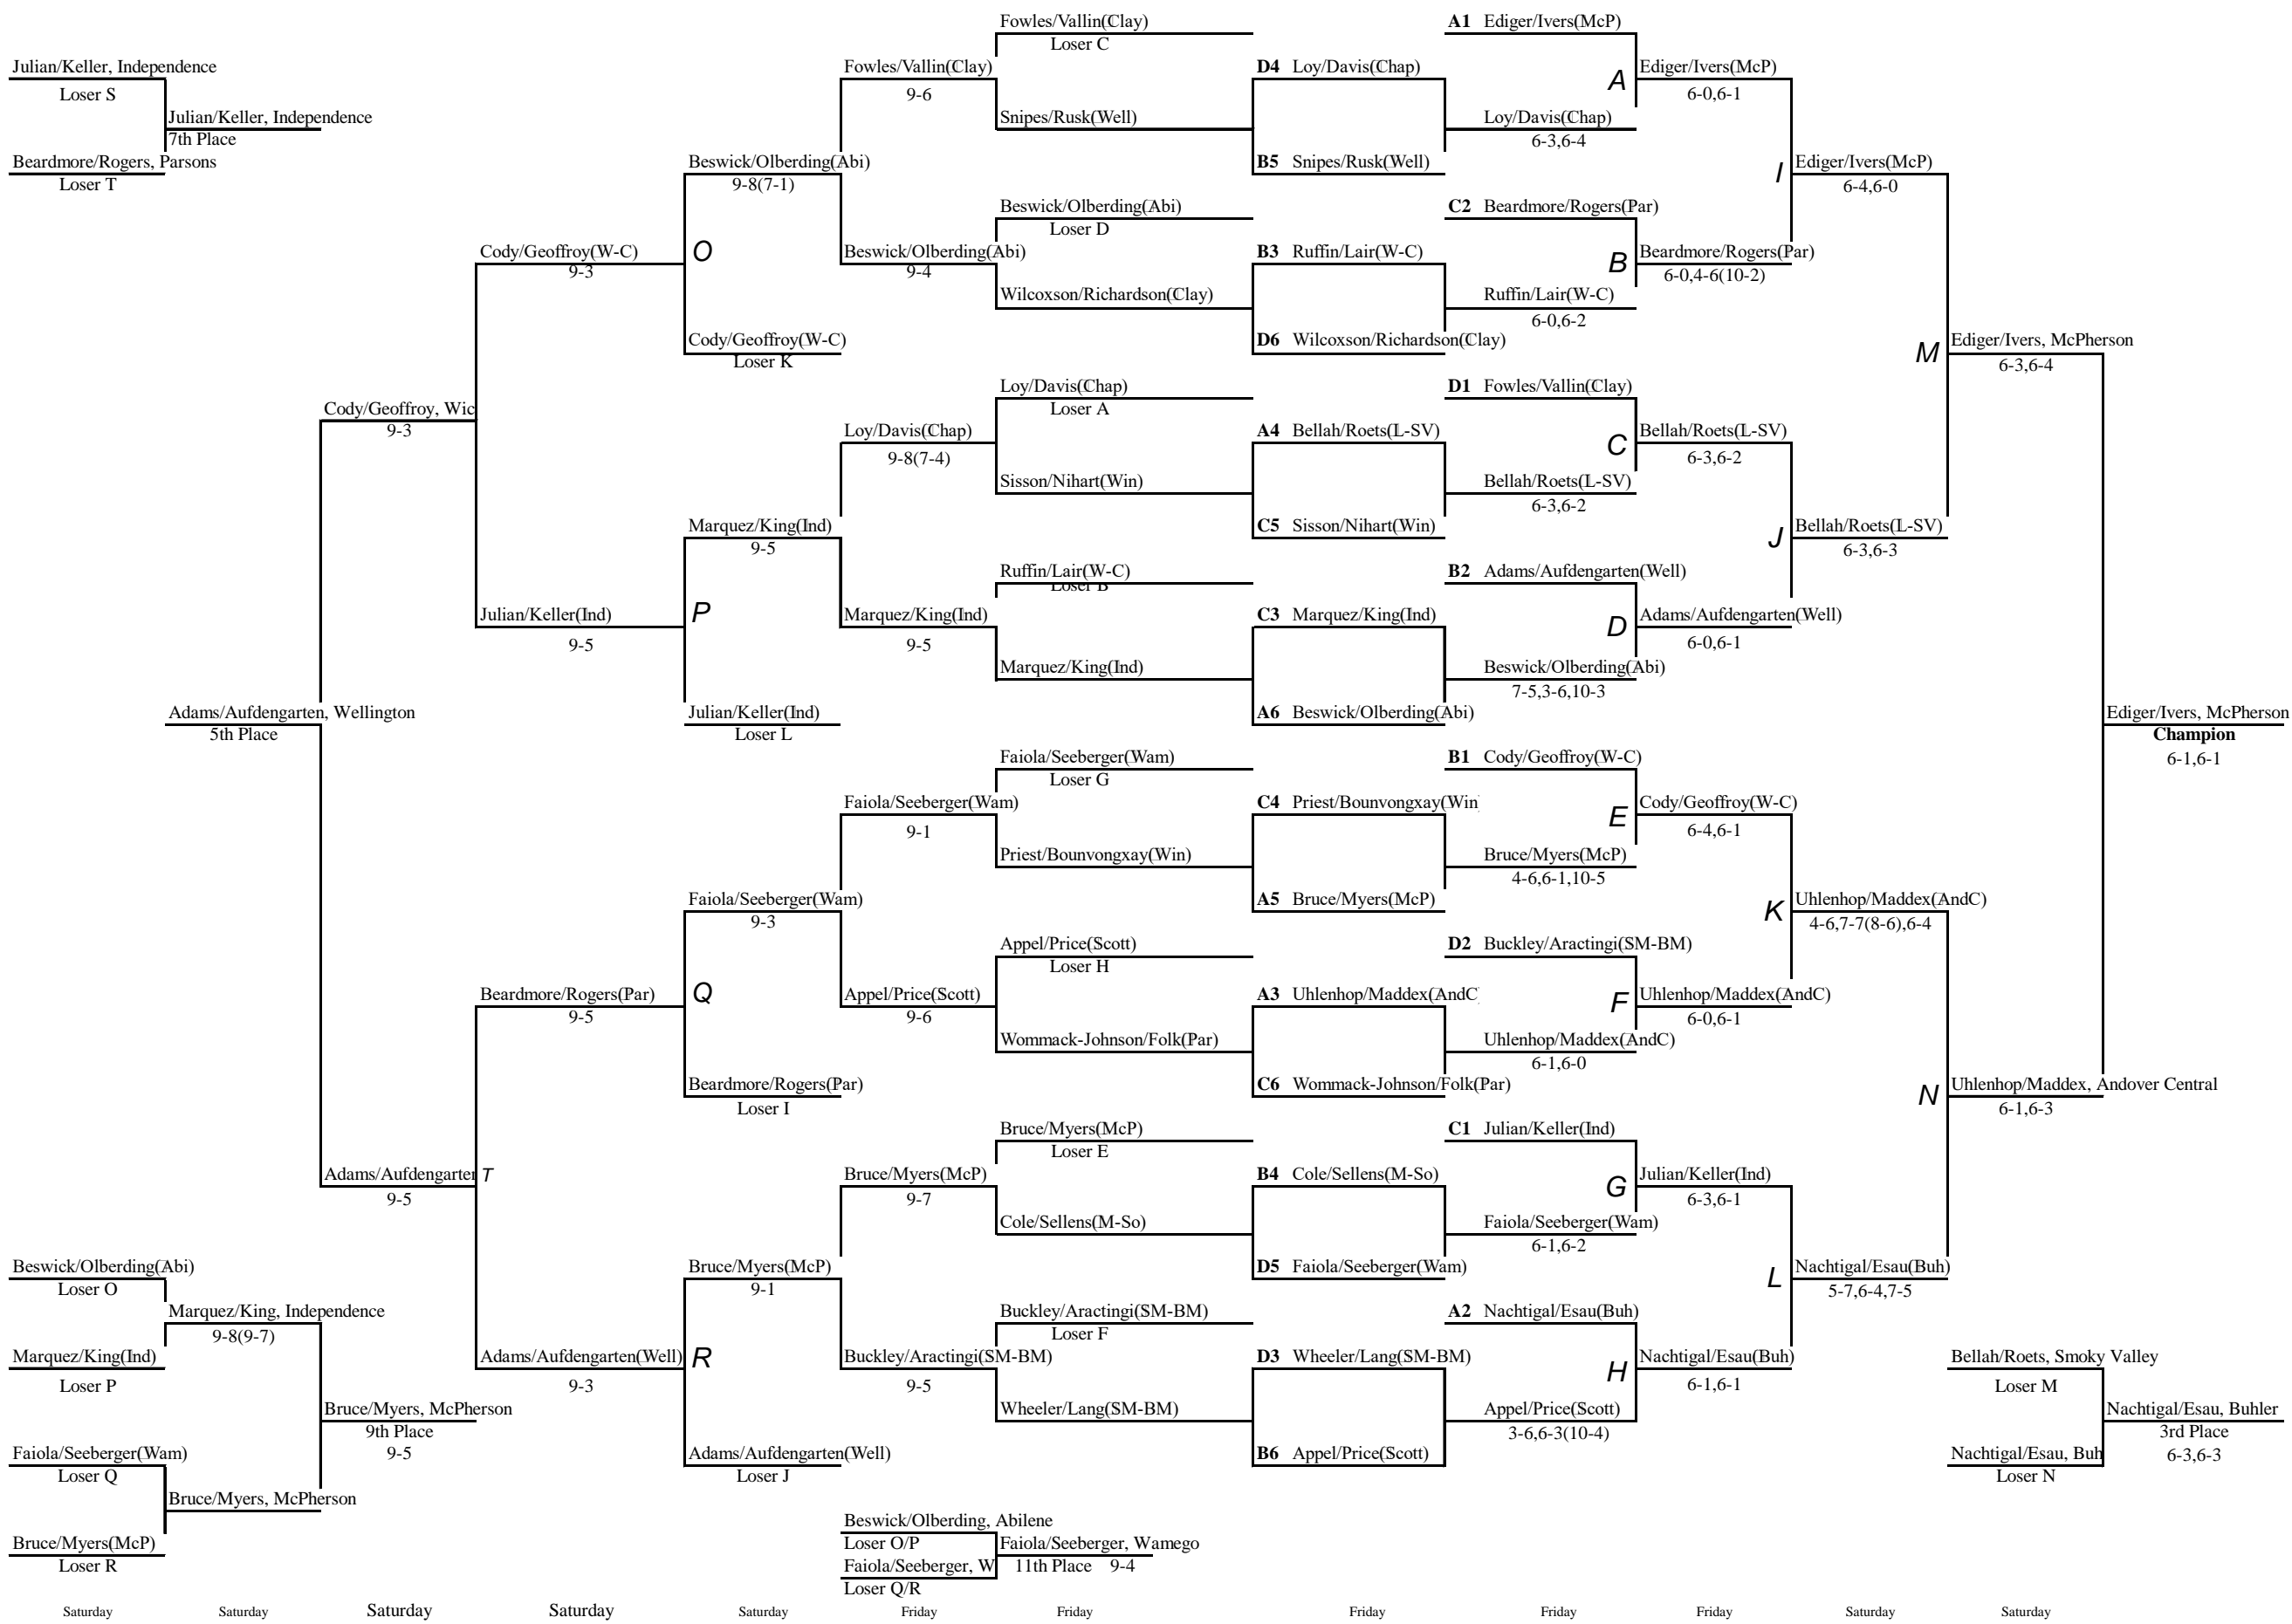 Julian/Keller, Independence
Loser S
Julian/Keller, Independence
7th Place
Beardmore/Rogers, Parsons
Loser T
Adams/Aufdengarten, Wellington
5th Place
Cody/Geoffroy, Wic
9-3
Adams/Aufdengarten
T
9-5
Beswick/Olberding(Abi)
Loser O
Marquez/King, Independence
9-8(9-7)
Marquez/King(Ind)
Loser P
Bruce/Myers, McPherson
9th Place
9-5
Faiola/Seeberger(Wam)
Loser Q
Bruce/Myers, McPherson
Bruce/Myers(McP)
Loser R
Cody/Geoffroy(W-C)
9-3
Julian/Keller(Ind)
9-5
Beardmore/Rogers(Par)
9-5
Adams/Aufdengarten(Well)
9-3
Beswick/Olberding(Abi)
9-8(7-1)
O
Cody/Geoffroy(W-C)
Loser K
Marquez/King(Ind)
9-5
P
Julian/Keller(Ind)
Loser L
Faiola/Seeberger(Wam)
9-3
Q
Beardmore/Rogers(Par)
Loser I
Bruce/Myers(McP)
9-1
R
Adams/Aufdengarten(Well)
Loser J
Fowles/Vallin(Clay)
9-6
Beswick/Olberding(Abi)
9-4
Loy/Davis(Chap)
9-8(7-4)
Marquez/King(Ind)
9-5
Faiola/Seeberger(Wam)
9-1
Appel/Price(Scott)
9-6
Bruce/Myers(McP)
9-7
Buckley/Aractingi(SM-BM)
9-5
Beswick/Olberding, Abilene
Loser O/P
Faiola/Seeberger, W
Loser Q/R
Faiola/Seeberger, Wamego
11th Place 9-4
Fowles/Vallin(Clay)
Loser C
Snipes/Rusk(Well)
Beswick/Olberding(Abi)
Loser D
Wilcoxson/Richardson(Clay)
Loy/Davis(Chap)
Loser A
Sisson/Nihart(Win)
Ruffin/Lair(W-C)
Loser B
Marquez/King(Ind)
Faiola/Seeberger(Wam)
Loser G
Priest/Bounvongxay(Win)
Appel/Price(Scott)
Loser H
Wommack-Johnson/Folk(Par)
Bruce/Myers(McP)
Loser E
Cole/Sellens(M-So)
Buckley/Aractingi(SM-BM)
Loser F
Wheeler/Lang(SM-BM)
D4 Loy/Davis(Chap)
B5 Snipes/Rusk(Well)
B3 Ruffin/Lair(W-C)
D6 Wilcoxson/Richardson(Clay)
A4 Bellah/Roets(L-SV)
C5 Sisson/Nihart(Win)
C3 Marquez/King(Ind)
A6 Beswick/Olberding(Abi)
C4 Priest/Bounvongxay(Win
A5 Bruce/Myers(McP)
A3 Uhlenhop/Maddex(AndC
C6 Wommack-Johnson/Folk(Par)
B4 Cole/Sellens(M-So)
D5 Faiola/Seeberger(Wam)
D3 Wheeler/Lang(SM-BM)
B6 Appel/Price(Scott)
A1 Ediger/Ivers(McP)
A
Loy/Davis(Chap)
6-3,6-4
C2 Beardmore/Rogers(Par)
B
Ruffin/Lair(W-C)
6-0,6-2
D1 Fowles/Vallin(Clay)
C
Bellah/Roets(L-SV)
6-3,6-2
B2 Adams/Aufdengarten(Well)
D
Beswick/Olberding(Abi)
7-5,3-6,10-3
B1 Cody/Geoffroy(W-C)
E
Bruce/Myers(McP)
4-6,6-1,10-5
D2 Buckley/Aractingi(SM-BM)
F
Uhlenhop/Maddex(AndC)
6-1,6-0
C1 Julian/Keller(Ind)
G
Faiola/Seeberger(Wam)
6-1,6-2
A2 Nachtigal/Esau(Buh)
H
Appel/Price(Scott)
3-6,6-3(10-4)
Ediger/Ivers(McP)
6-0,6-1
I
Beardmore/Rogers(Par)
6-0,4-6(10-2)
Bellah/Roets(L-SV)
6-3,6-2
J
Adams/Aufdengarten(Well)
6-0,6-1
Cody/Geoffroy(W-C)
6-4,6-1
K
Uhlenhop/Maddex(AndC)
6-0,6-1
Julian/Keller(Ind)
6-3,6-1
L
Nachtigal/Esau(Buh)
6-1,6-1
Ediger/Ivers(McP)
6-4,6-0
M
Bellah/Roets(L-SV)
6-3,6-3
Uhlenhop/Maddex(AndC)
4-6,7-7(8-6),6-4
N
Nachtigal/Esau(Buh)
5-7,6-4,7-5
Ediger/Ivers, McPherson
6-3,6-4
Uhlenhop/Maddex, Andover Central
6-1,6-3
Ediger/Ivers, McPherson
Champion
6-1,6-1
Bellah/Roets, Smoky Valley
Loser M
Nachtigal/Esau, Buh
Loser N
Nachtigal/Esau, Buhler
3rd Place
6-3,6-3
Saturday Saturday Saturday Saturday Saturday Friday Friday Friday Friday Friday Saturday Saturday